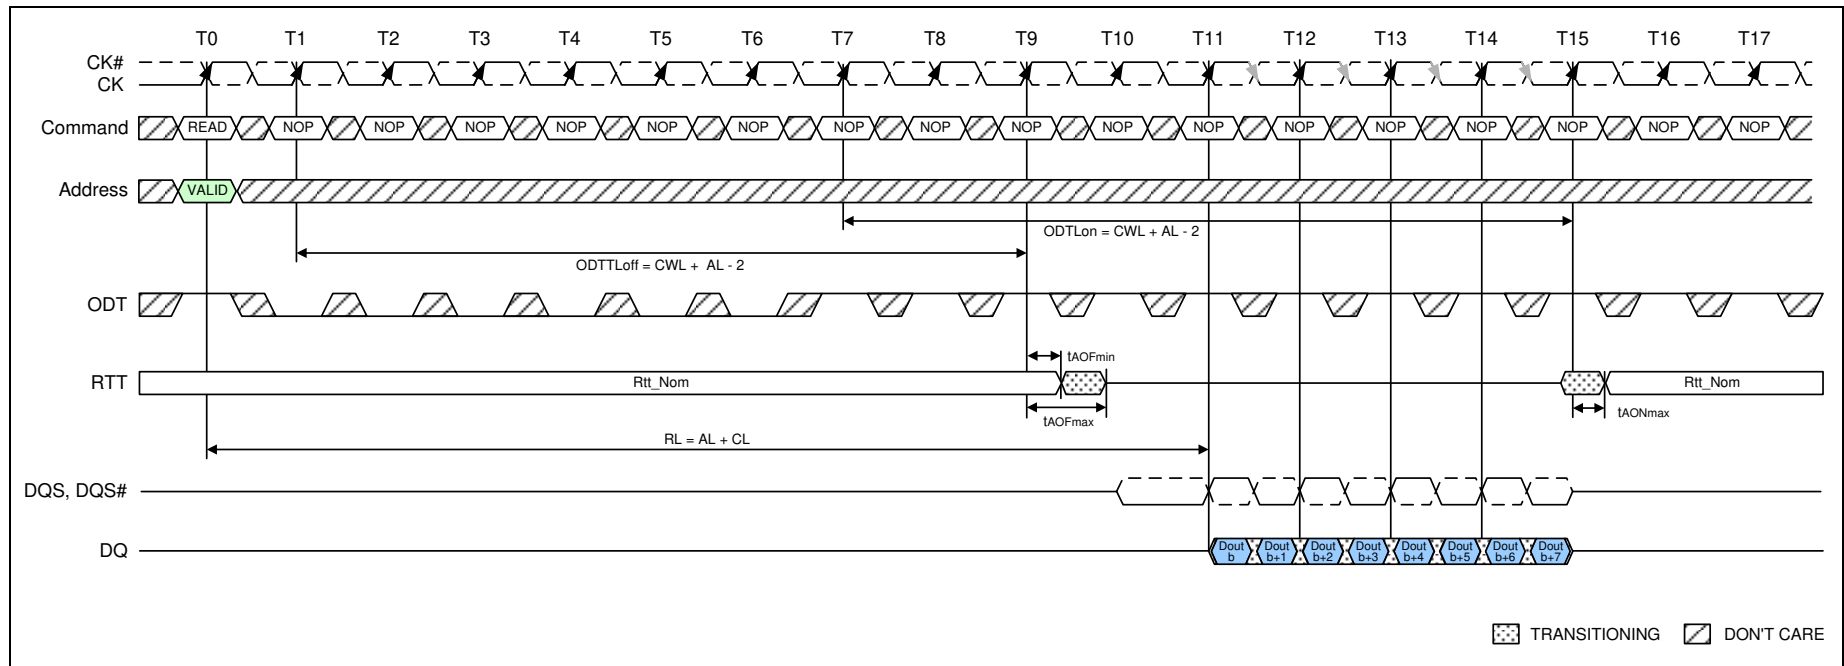 T0 T1 T2 T3 T4 T5 T6 T7 T8 T9 T10 T11 T12 T13 T14 T15 T16 T17
CK#
CK
Command READ NOP NOP NOP NOP NOP NOP NOP NOP NOP NOP NOP NOP NOP NOP NOP NOP NOP
Address VALID
ODTLon = CWL + AL - 2
ODTTLoff = CWL + AL - 2
ODT
tAOFmin
RTT Rtt_Nom Rtt_Nom
tAOFmax tAONmax
RL = AL + CL
DQS, DQS#
DQ Dout b Dout b+1 Dout b+2 Dout b+3 Dout b+4 Dout b+5 Dout b+6 Dout b+7
TRANSITIONING DON'T CARE